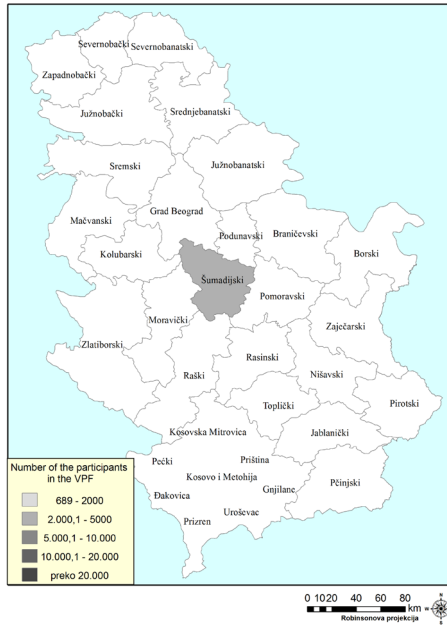 Severnobački
Severnobanatski
Zapadnobački
Južnobački
Srednjebanatski
Sremski
Južnobanatski
Mačvanski
Grad Beograd
Podunavski
Braničevski
Kolubarski
Borski
Šumadijski
Pomoravski
Moravički
Zaječarski
Zlatiborski
Rasinski
Raški
Nišavski
Toplički
Pirotski
Kosovska Mitrovica
Jablanički
Pećki
Priština
Kosovo i Metohija
Pčinjski
Đakovica
Gnjilane
Uroševac
Prizren
Number of the participants
in the VPF
689 - 2000
2.000,1 - 5000
5.000,1 - 10.000
10.000,1 - 20.000
preko 20.000
0 10 20 40 60 80
km
Robinsonova projekcija
N
W
E
S